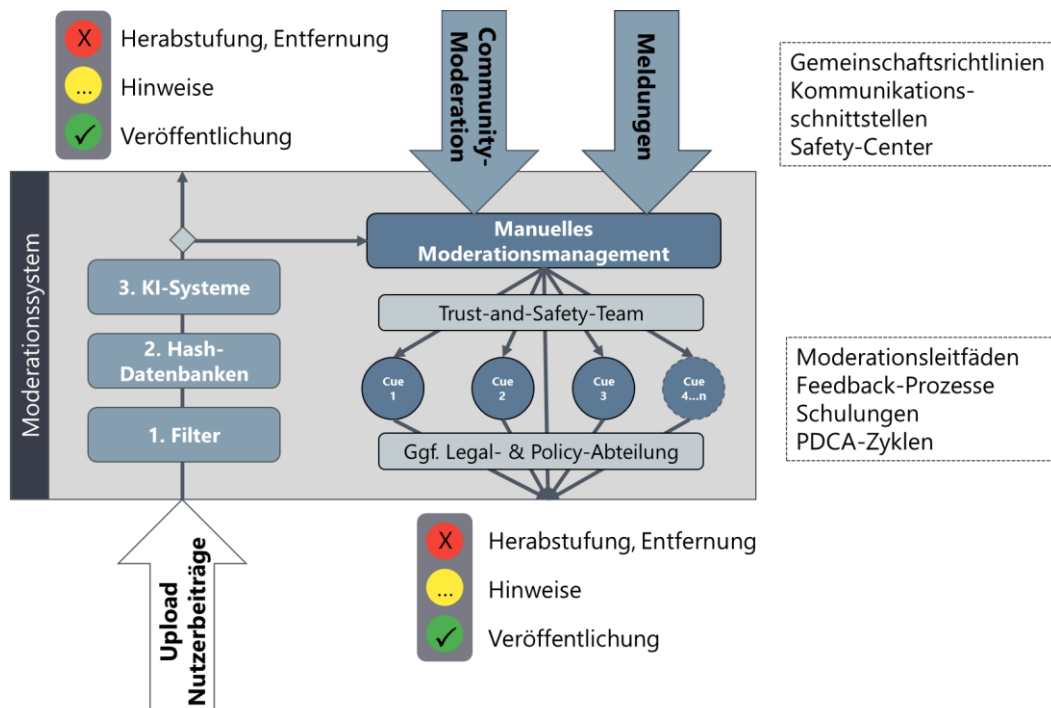 X
Herabstufung, Entfernung
...
Hinweise
✓
Veröffentlichung
Community-
Moderation
Meldungen
Gemeinschaftsrichtlinien
Kommunikations-
schnittstellen
Safety-Center
Moderationssystem
3. KI-Systeme
2. Hash-
Datenbanken
1. Filter
Manuelles
Moderationsmanagement
Trust-and-Safety-Team
Cue
1
Cue
2
Cue
3
Cue
4...n
Ggf. Legal- & Policy-Abteilung
Moderationsleitfäden
Feedback-Prozesse
Schulungen
PDCA-Zyklen
Upload
Nutzerbeiträge
X
Herabstufung, Entfernung
...
Hinweise
✓
Veröffentlichung